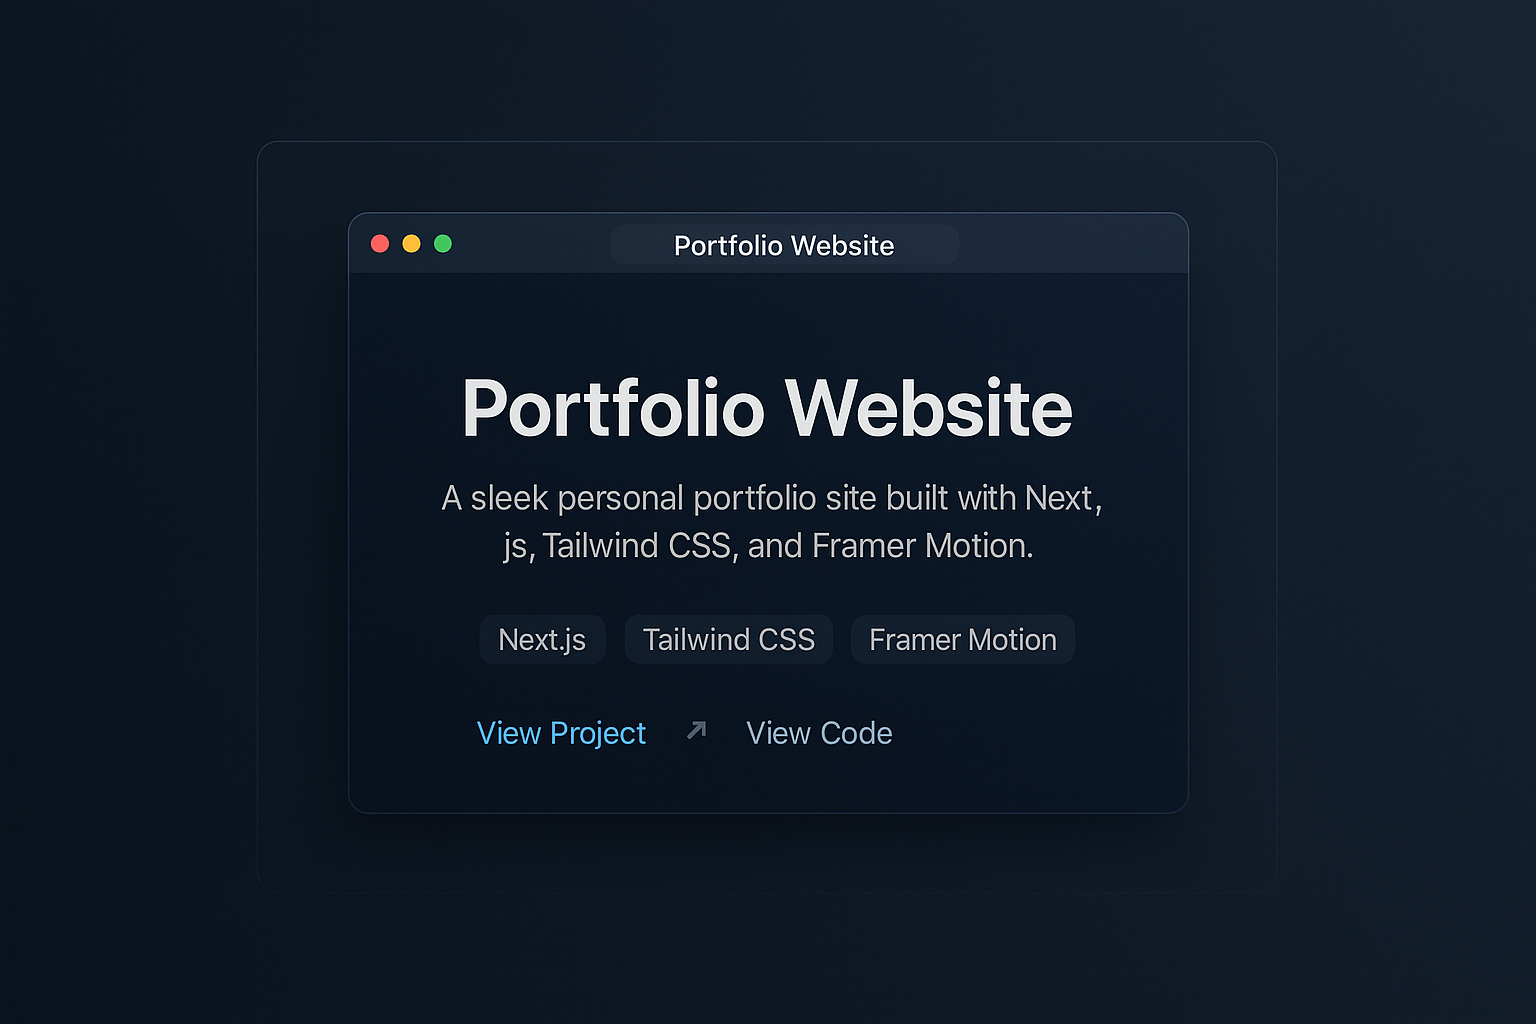 Portfolio Website
Portfolio Website
A sleek personal portfolio site built with Next,
js, Tailwind CSS, and Framer Motion.
Next.js Tailwind CSS Framer Motion
View Project View Code